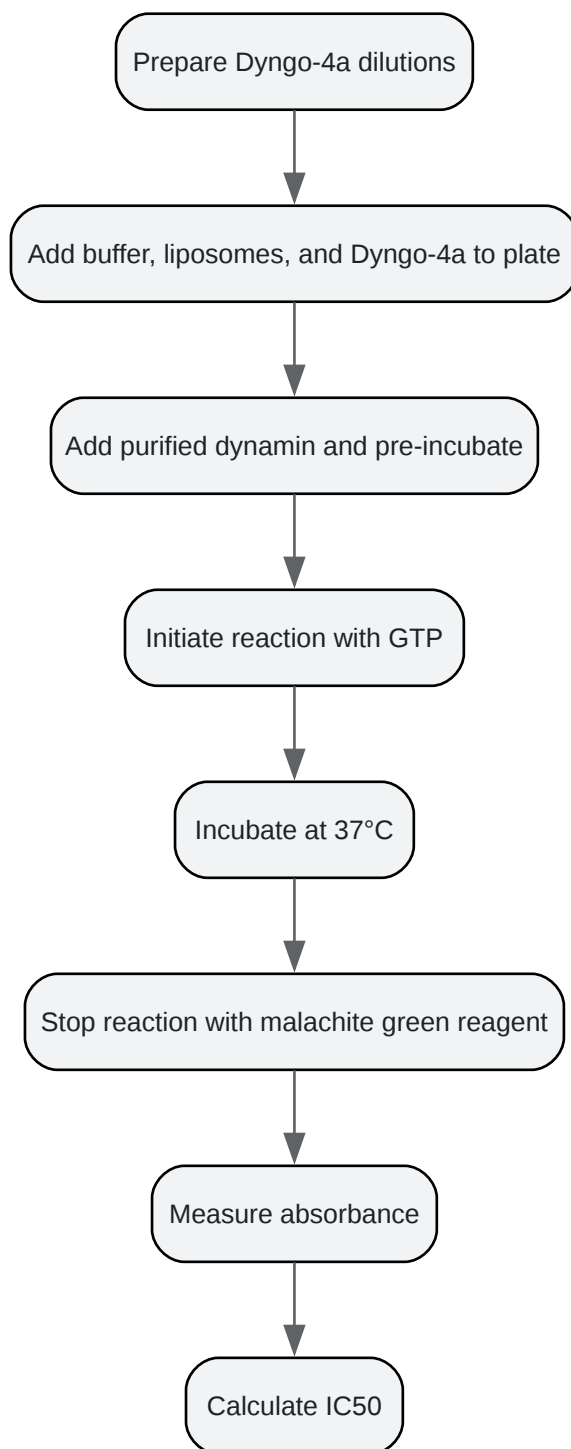 Prepare Dyngo-4a dilutions
Add buffer, liposomes, and Dyngo-4a to plate
Add purified dynamin and pre-incubate
Initiate reaction with GTP
Incubate at 37°C
Stop reaction with malachite green reagent
Measure absorbance
Calculate IC50